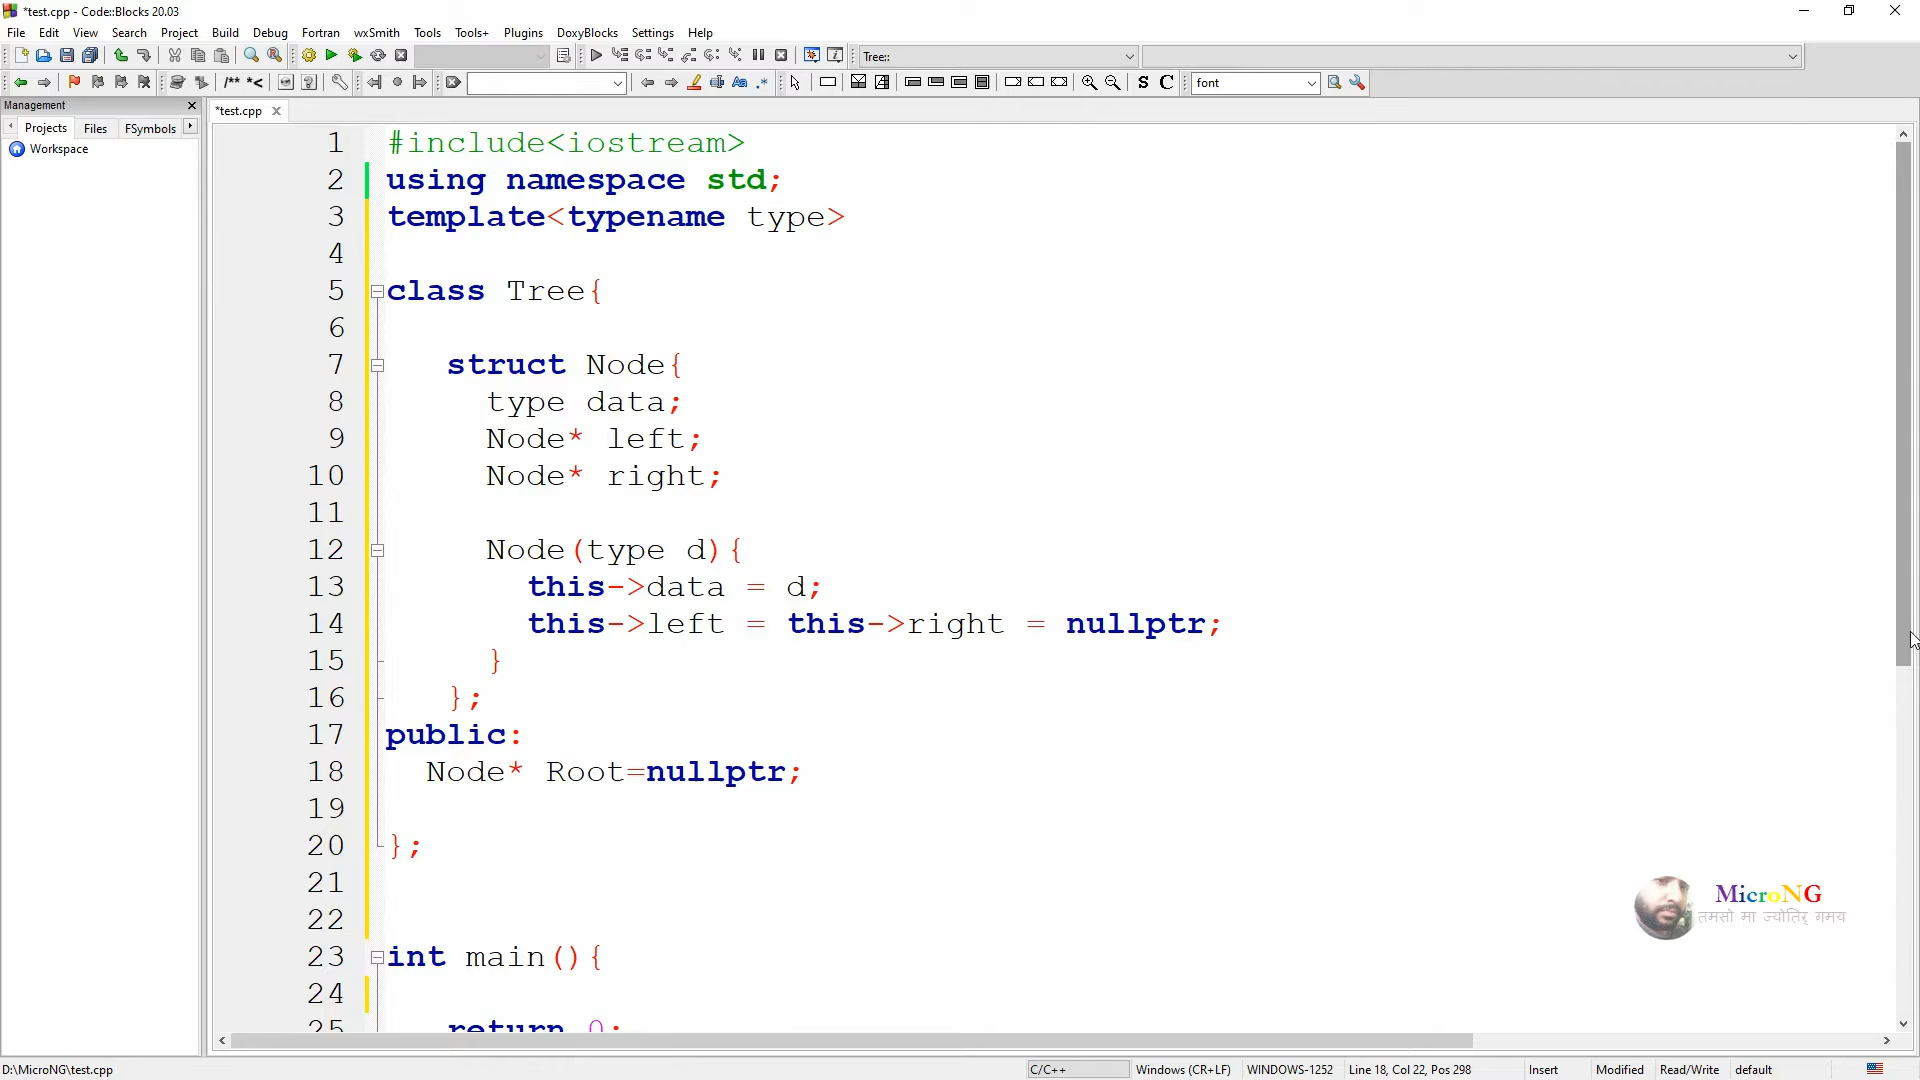 *test.cpp - Code::Blocks 20.03
File Edit View Search Project Build Debug Fortran wxSmith Tools Tools+ Plugins DoxyBlocks Settings Help
Tree::
/** *< Aa .* S C font
Management
Projects Files FSymbols
Workspace
*test.cpp
1 #include<iostream>
2 using namespace std;
3 template<typename type>
4
5 class Tree{
6
7 struct Node{
8 type data;
9 Node* left;
10 Node* right;
11
12 Node(type d){
13 this->data = d;
14 this->left = this->right = nullptr;
15 }
16 };
17 public:
18 Node* Root=nullptr;
19
20 };
21
22
23 int main(){
24
25 return 0;
MicroNG
तमसो मा ज्योतिर् गमय
D:\MicroNG\test.cpp C/C++ Windows (CR+LF) WINDOWS-1252 Line 18, Col 22, Pos 298 Insert Modified Read/Write default